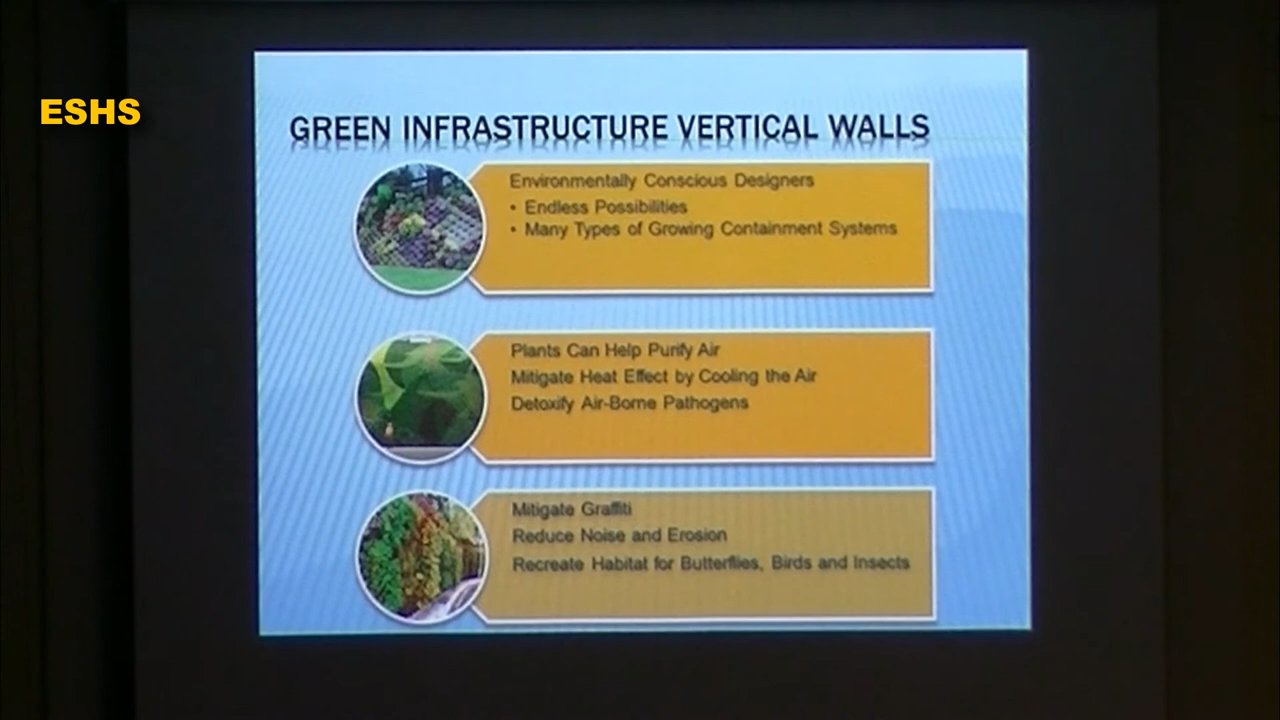 ESHS
GREEN INFRASTRUCTURE VERTICAL WALLS
Environmentally Conscious Designers
• Endless Possibilities
• Many Types of Growing Containment Systems
Plants Can Help Purify Air
Mitigate Heat Effect by Cooling the Air
Detoxify Air-Borne Pathogens
Mitigate Graffiti
Reduce Noise and Erosion
Recreate Habitat for Butterflies, Birds and Insects